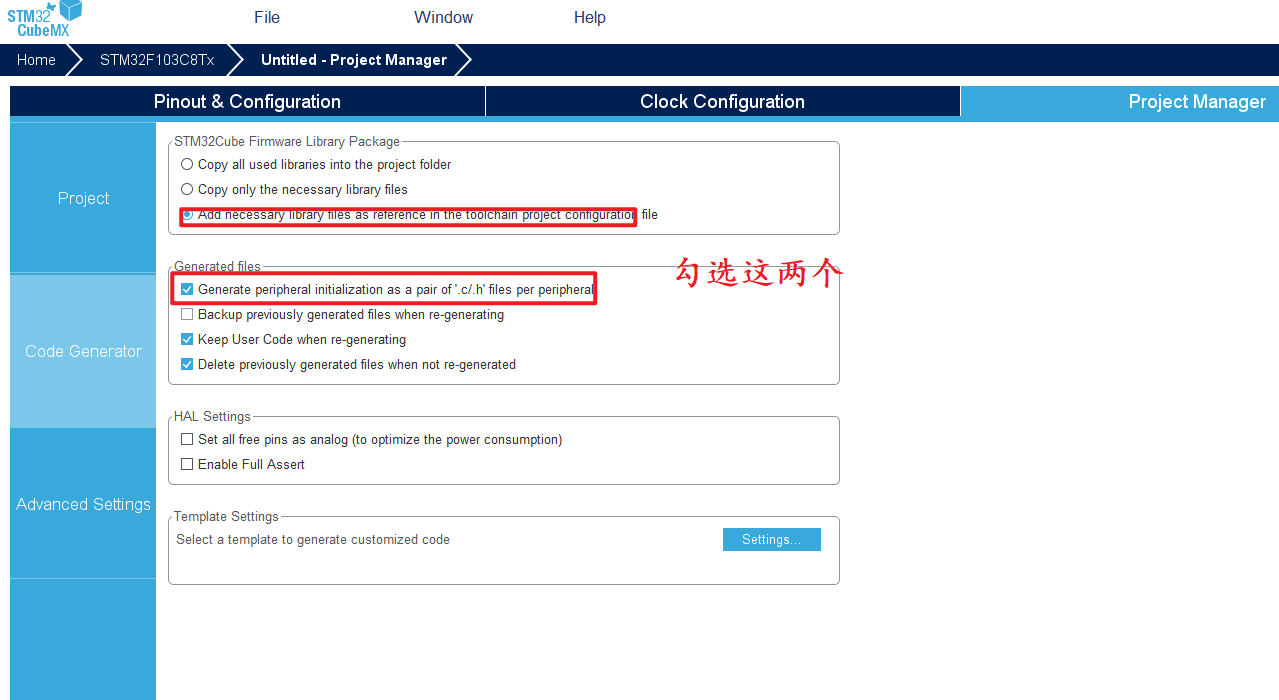 STM32
CubeMX
File
Window
Help
Home
STM32F103C8Tx
Untitled - Project Manager
Pinout & Configuration
Clock Configuration
Project Manager
Project
Code Generator
Advanced Settings
STM32Cube Firmware Library Package
Copy all used libraries into the project folder
Copy only the necessary library files
Add necessary library files as reference in the toolchain project configuration file
Generated files
勾选这两个
Generate peripheral initialization as a pair of '.c/.h' files per peripheral
Backup previously generated files when re-generating
Keep User Code when re-generating
Delete previously generated files when not re-generated
HAL Settings
Set all free pins as analog (to optimize the power consumption)
Enable Full Assert
Template Settings
Select a template to generate customized code
Settings...